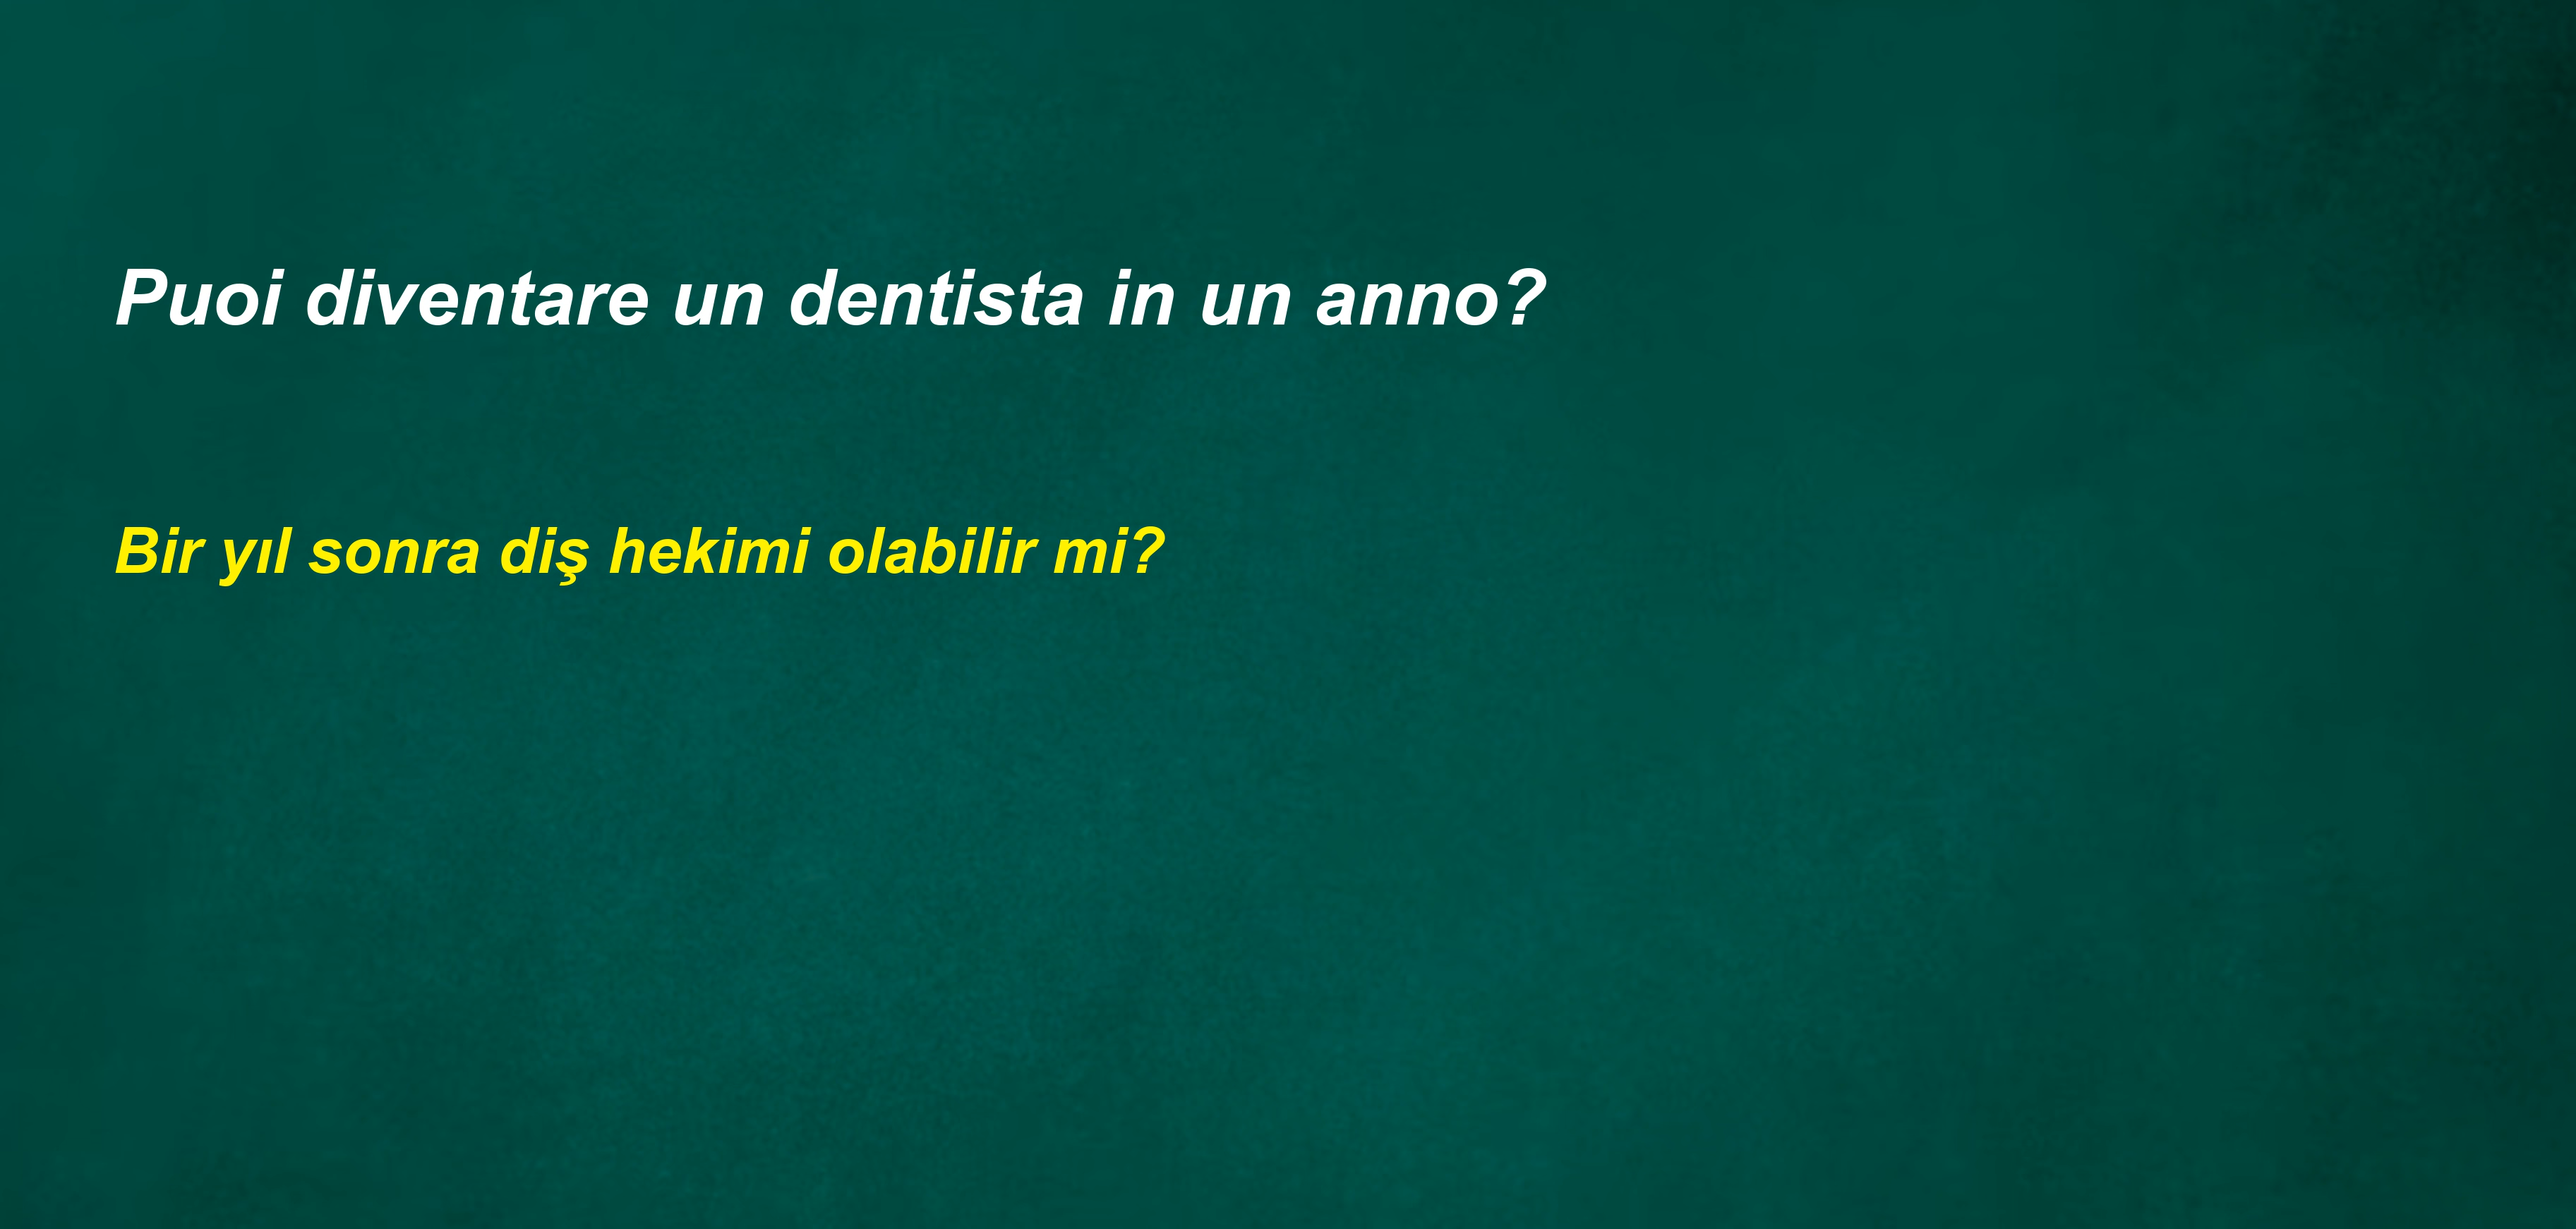 Puoi diventare un dentista in un anno?
Bir yıl sonra diş hekimi olabilir mi?